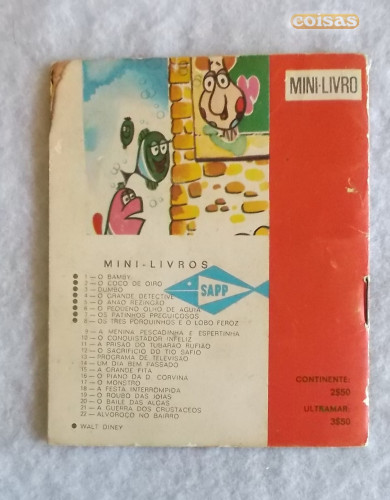 coisas
MINI-LIVRO
MINI-LIVROS
SAPP
1 - O BAMBY
2 - O COCO DE OIRO
3 - DUMBO
4 - O GRANDE DETECTIVE
5 - O ANÃO REZINGÃO
6 - O PEQUENO OLHO DE ÁGUIA
7 - OS PATINHOS PREGUIÇOSOS
8 - OS TRÊS PORQUINHOS E O LOBO FEROZ
9 - A MENINA PESCADINHA E ESPERTINHA
10 - O CONQUISTADOR INFELIZ
11 - A PRISÃO DO TUBARÃO RUFIÃO
12 - O SACRIFÍCIO DO TIO SAFIO
13 - PROGRAMA DE TELEVISÃO
14 - UM DIA BEM PASSADO
15 - A GRANDE FITA
16 - O PIANO DA D. CORVINA
17 - O MONSTRO
18 - A FESTA INTERROMPIDA
19 - O ROUBO DAS JOIAS
20 - O BAILE DAS ALGAS
21 - A GUERRA DOS CRUSTÁCEOS
22 - ALVOROÇO NO BAIRRO
● WALT DINEY
CONTINENTE:
2$50
ULTRAMAR:
3$50